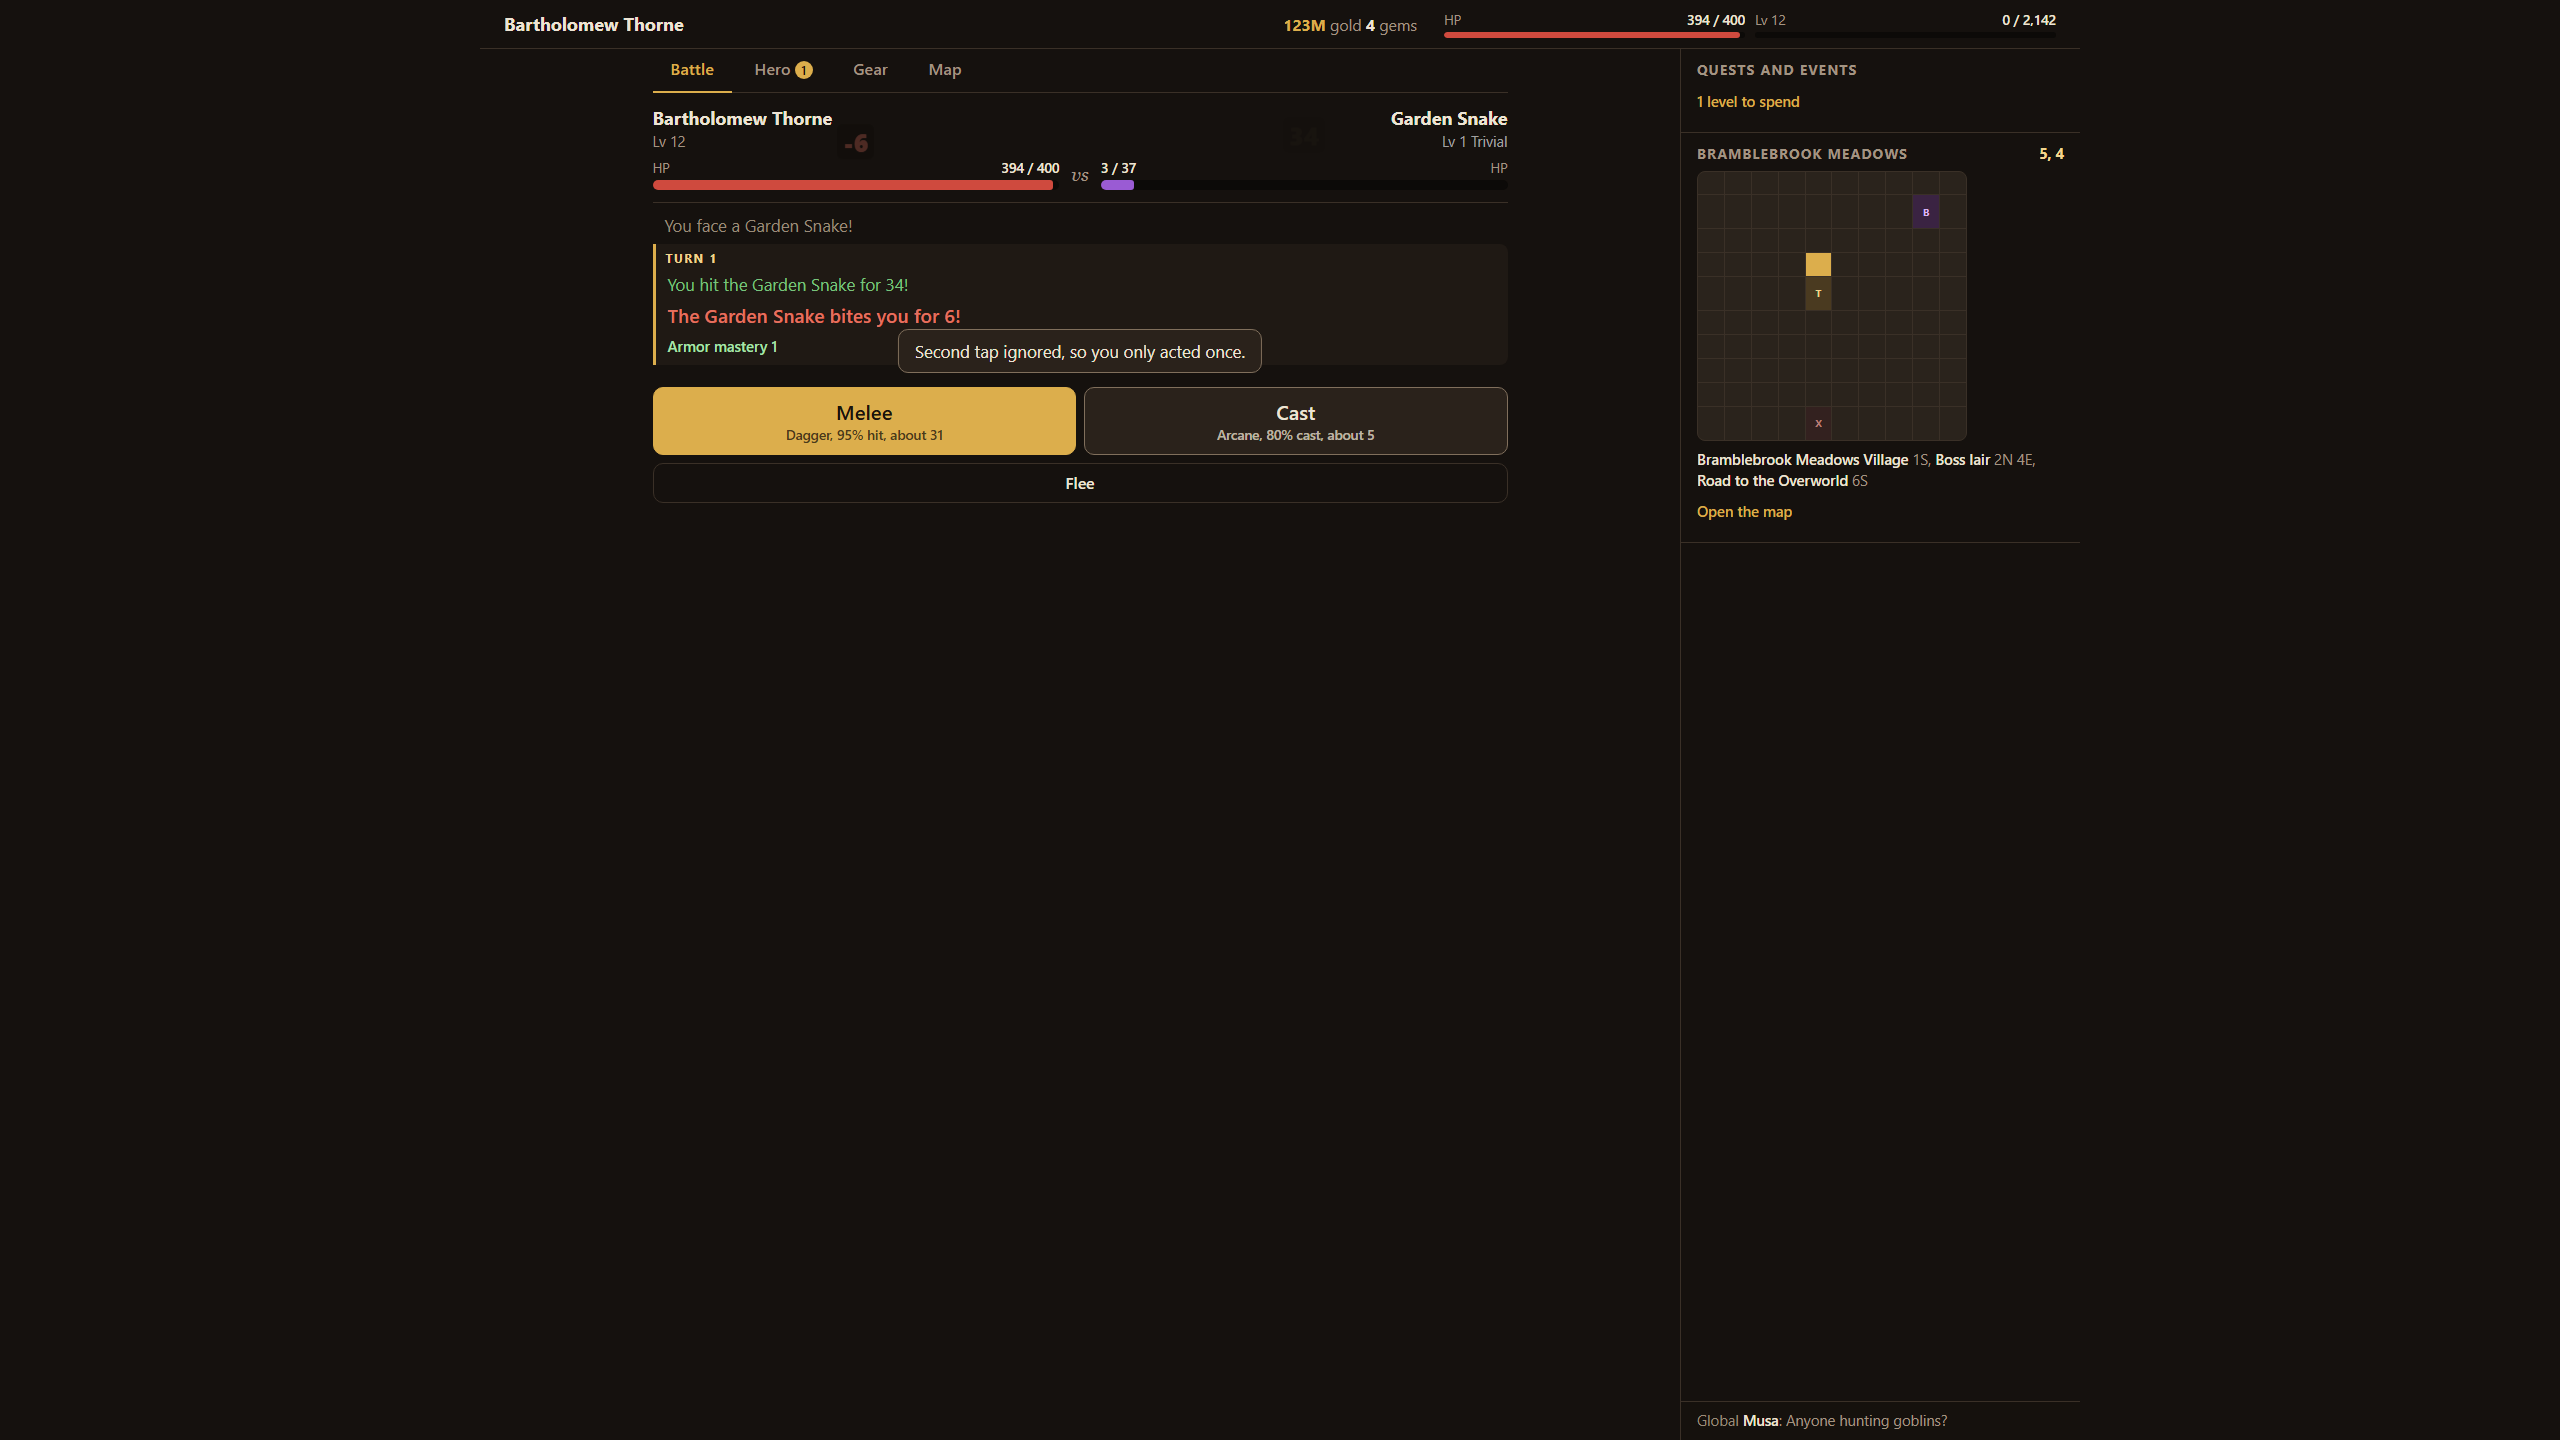 Bartholomew Thorne
123M gold 4 gems
HP 394 / 400
Lv 12 0 / 2,142
Battle Hero 1 Gear Map
Bartholomew Thorne
Lv 12
-6
HP 394 / 400
vs
34
Garden Snake
Lv 1 Trivial
3 / 37 HP
You face a Garden Snake!
TURN 1
You hit the Garden Snake for 34!
The Garden Snake bites you for 6!
Armor mastery 1
Second tap ignored, so you only acted once.
Melee
Dagger, 95% hit, about 31
Cast
Arcane, 80% cast, about 5
Flee
QUESTS AND EVENTS
1 level to spend
BRAMBLEBROOK MEADOWS 5, 4
B
T
X
Bramblebrook Meadows Village 1S, Boss lair 2N 4E,
Road to the Overworld 6S
Open the map
Global Musa: Anyone hunting goblins?